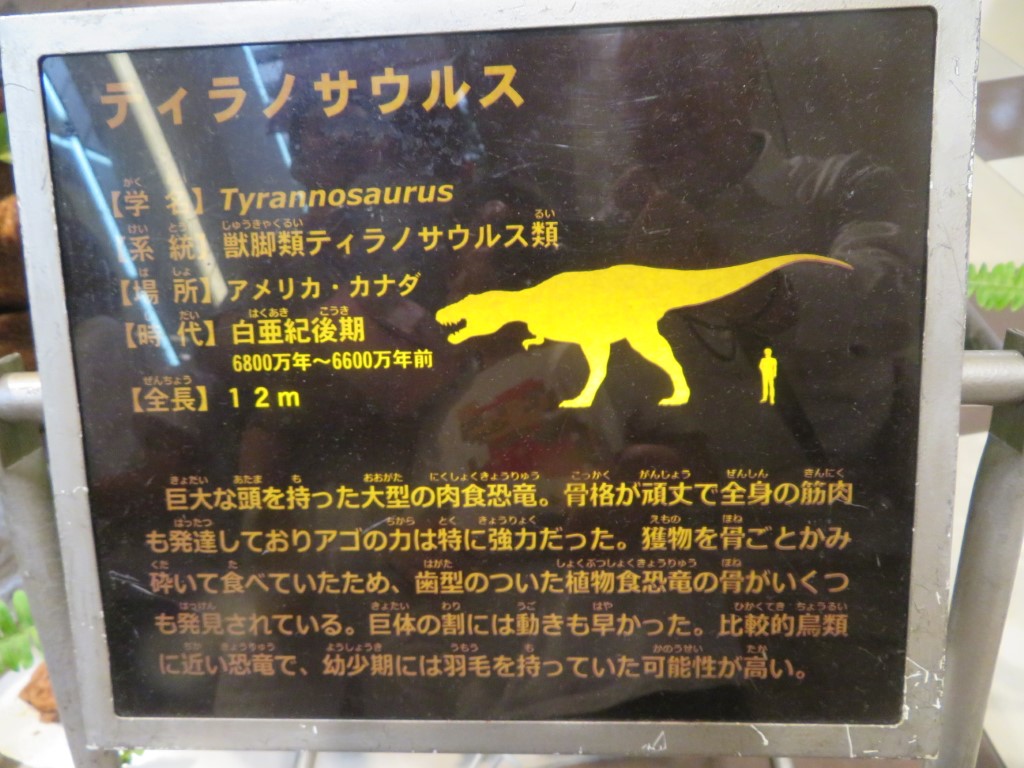 ティラノサウルス
【学名】 Tyrannosaurus
【系統】 獣脚類ティラノサウルス類
【場所】 アメリカ・カナダ
【時代】 白亜紀後期
6800万年～6600万年前
【全長】 12m
巨大な頭を持った大型の肉食恐竜。骨格が頑丈で全身の筋肉
も発達しておりアゴの力は特に強力だった。獲物を骨ごとかみ
砕いて食べていたため、歯型のついた植物食恐竜の骨がいくつ
も発見されている。巨体の割には動きも早かった。比較的鳥類
に近い恐竜で、幼少期には羽毛を持っていた可能性が高い。